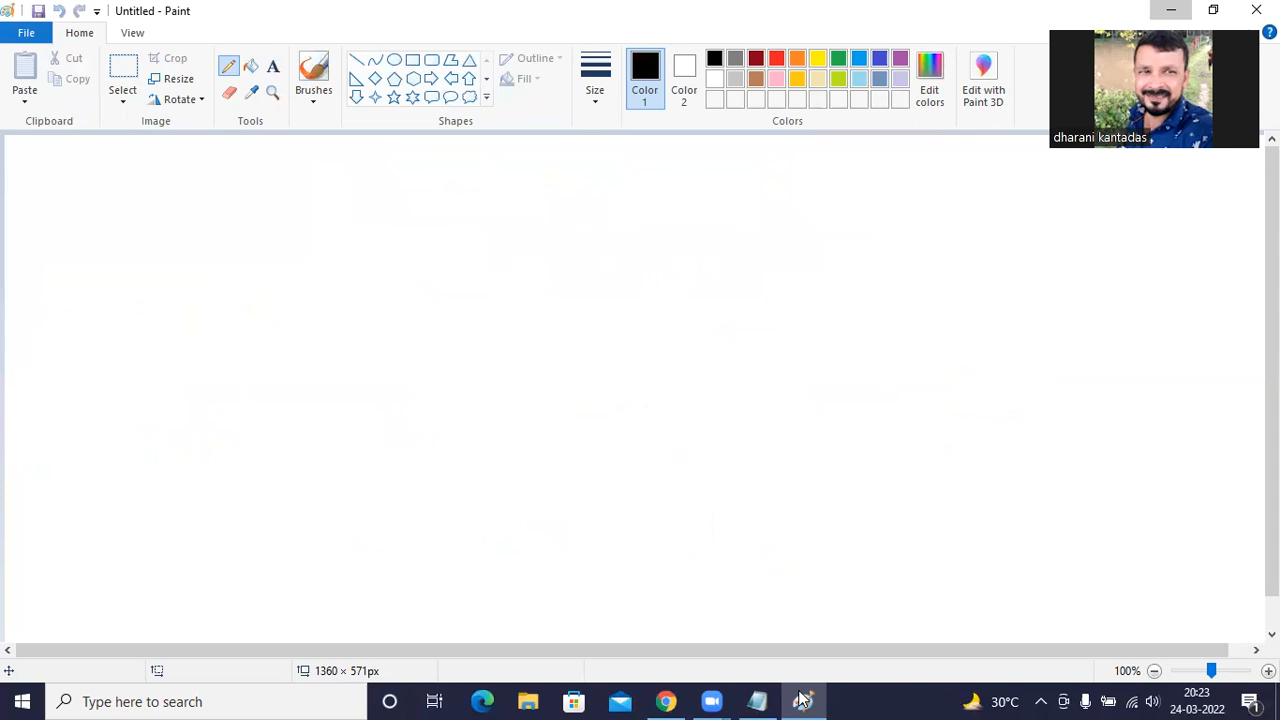 Untitled - Paint
File Home View
Paste
Cut
Copy
Clipboard
Select
Crop
Resize
Rotate
Image
A
Tools
Brushes
Outline
Fill
Shapes
Size
Color 1
Color 2
Edit colors
Edit with Paint 3D
Colors
?
dharani kantadas
1360 × 571px
100%
Type here to search
30°C
20:23
24-03-2022
1